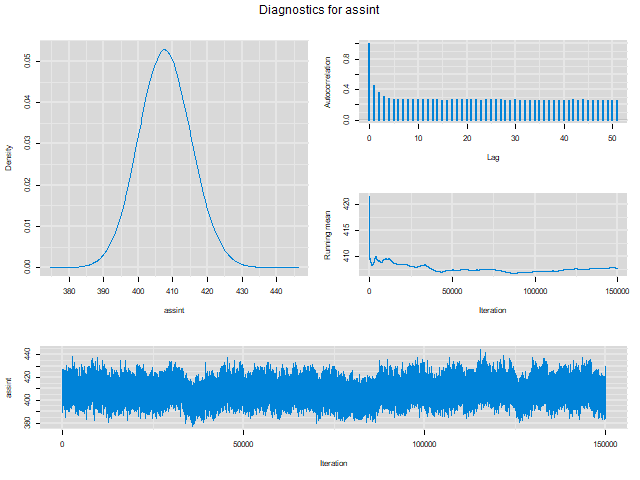 Diagnostics for assint
Density
0.00 0.01 0.02 0.03 0.04 0.05
380 390 400 410 420 430 440
assint
Autocorrelation
0.0 0.4 0.8
0 10 20 30 40 50
Lag
Running mean
410 415 420
0 50000 100000 150000
Iteration
assint
380 400 420 440
0 50000 100000 150000
Iteration